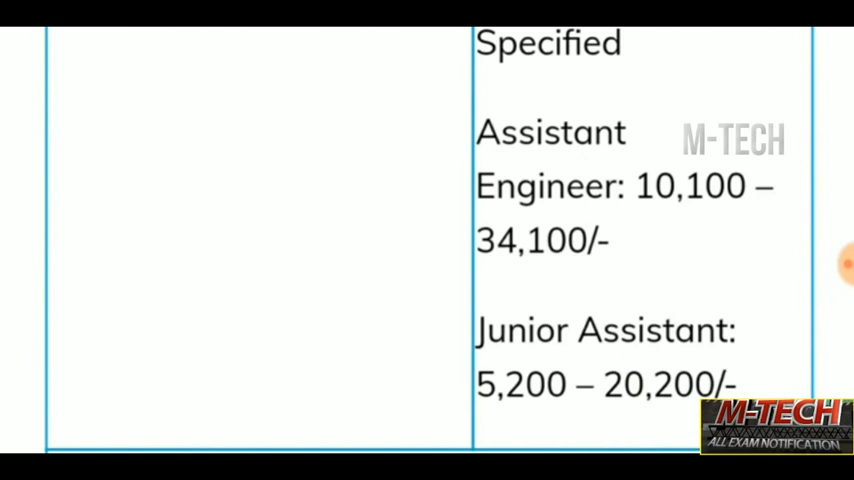 Specified
Assistant
M-TECH
Engineer: 10,100 –
34,100/-
Junior Assistant:
5,200 – 20,200/-
M-TECH
ALL EXAM NOTIFICATION